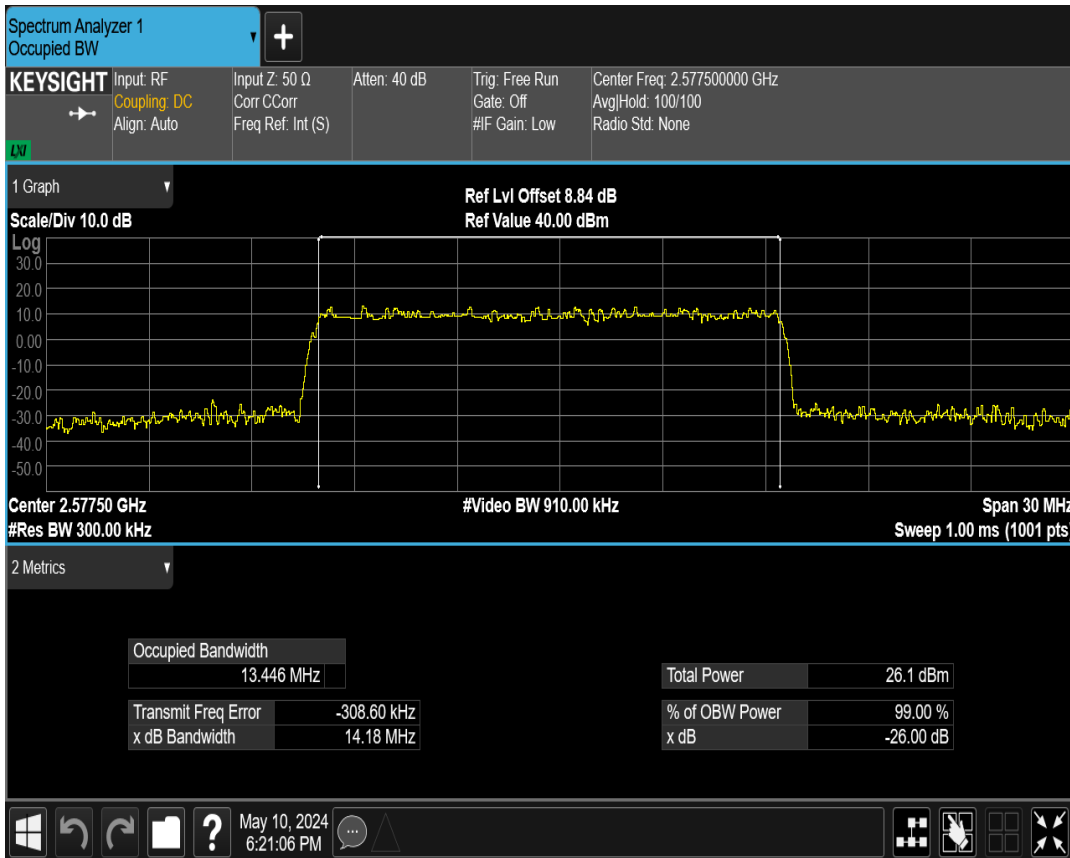 Spectrum Analyzer 1
Occupied BW
+
KEYSIGHT
LXI
Input: RF
Coupling: DC
Align: Auto
Input Z: 50 Ω
Corr CCorr
Freq Ref: Int (S)
Atten: 40 dB
Trig: Free Run
Gate: Off
#IF Gain: Low
Center Freq: 2.577500000 GHz
Avg|Hold: 100/100
Radio Std: None
1 Graph
Scale/Div 10.0 dB
Ref Lvl Offset 8.84 dB
Ref Value 40.00 dBm
Log
30.0
20.0
10.0
0.00
-10.0
-20.0
-30.0
-40.0
-50.0
Center 2.57750 GHz
#Res BW 300.00 kHz
#Video BW 910.00 kHz
Span 30 MHz
Sweep 1.00 ms (1001 pts)
2 Metrics
Occupied Bandwidth
13.446 MHz
Transmit Freq Error -308.60 kHz
x dB Bandwidth 14.18 MHz
Total Power 26.1 dBm
% of OBW Power 99.00 %
x dB -26.00 dB
?
May 10, 2024
6:21:06 PM